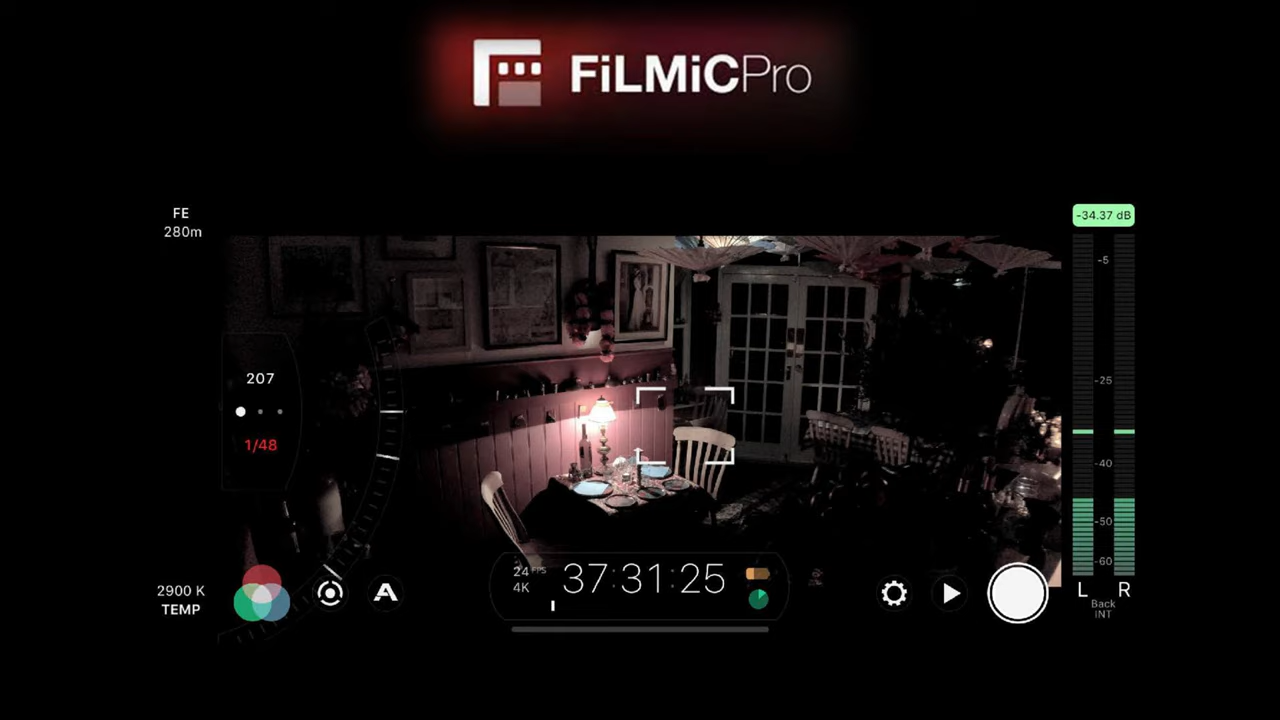 FiLMiCPro
FE
280m
-34.37 dB
-5
-25
-40
-50
-60
207
1/48
2900 K
TEMP
24 FPS
4K
37:31:25
L R
Back
INT